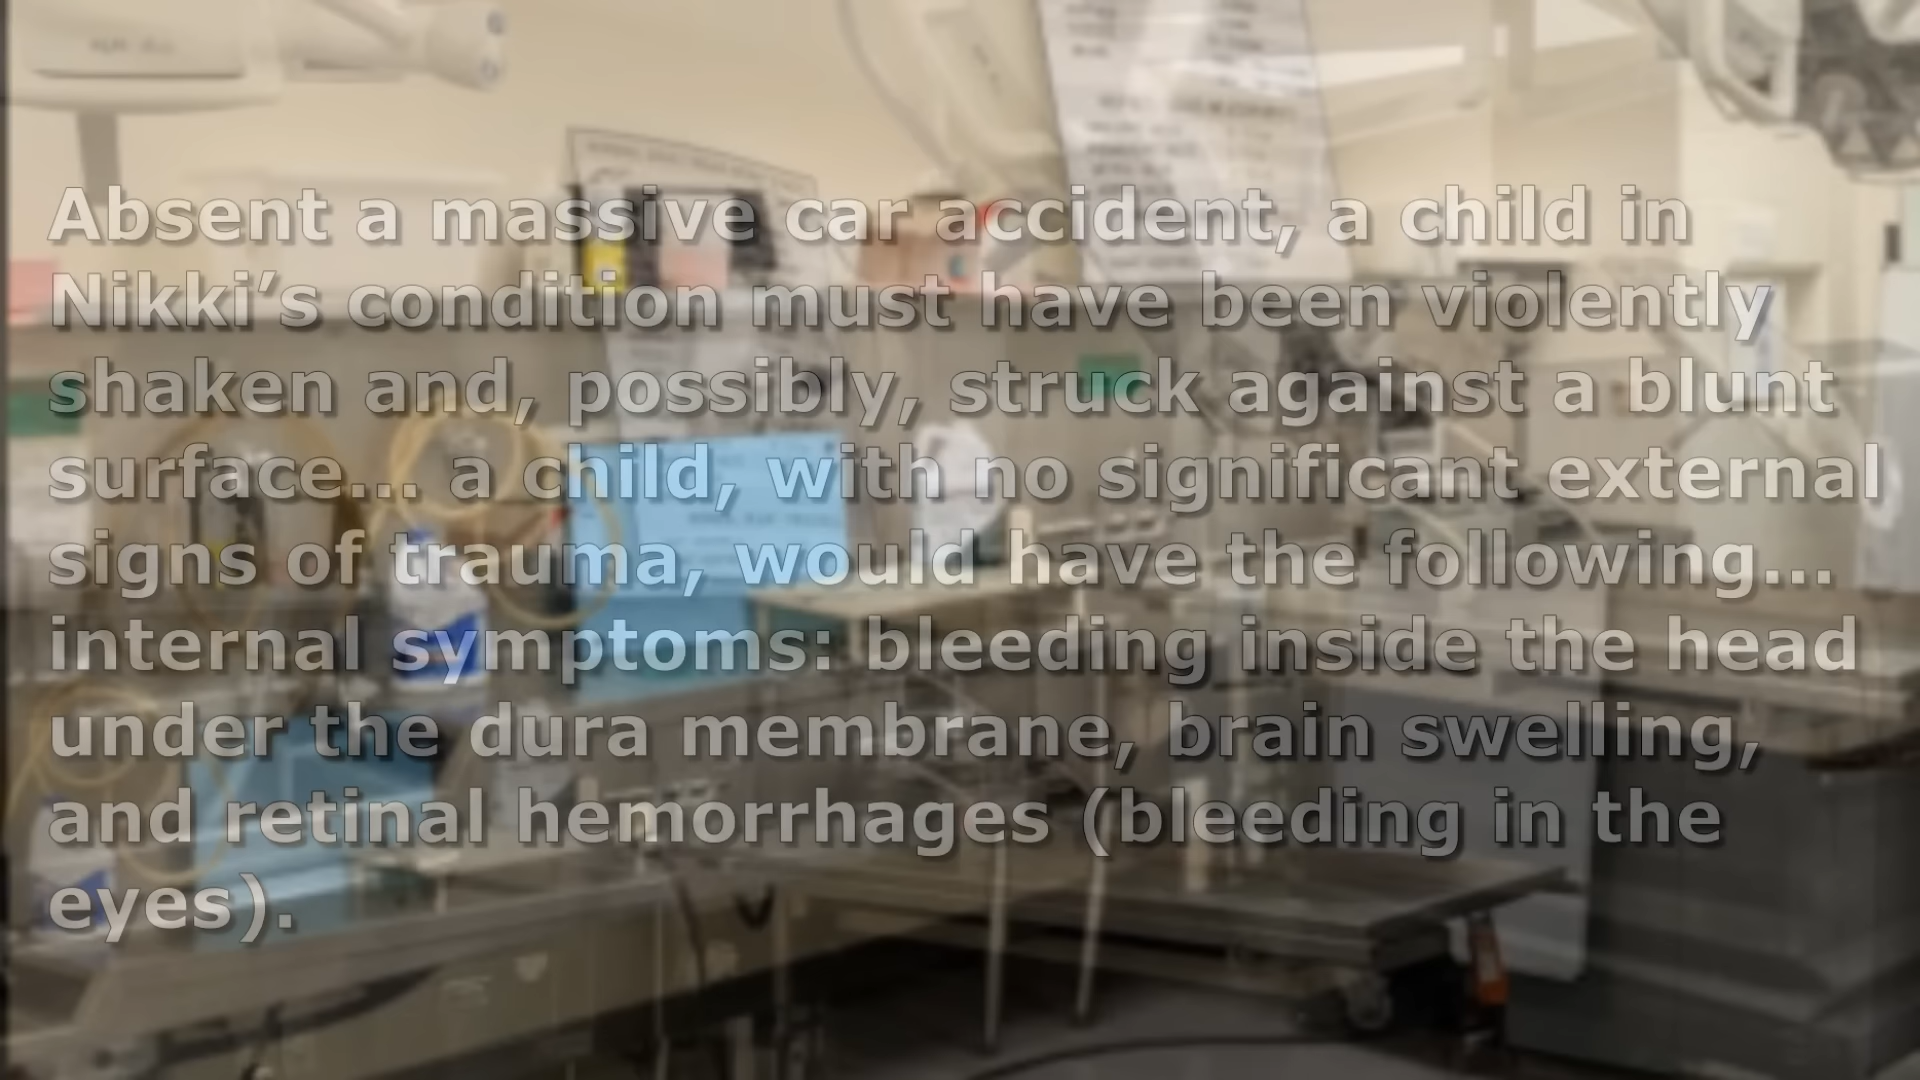 Absent a massive car accident, a child in
Nikki’s condition must have been violently
shaken and, possibly, struck against a blunt
surface... a child, with no significant external
signs of trauma, would have the following...
internal symptoms: bleeding inside the head
under the dura membrane, brain swelling,
and retinal hemorrhages (bleeding in the
eyes).